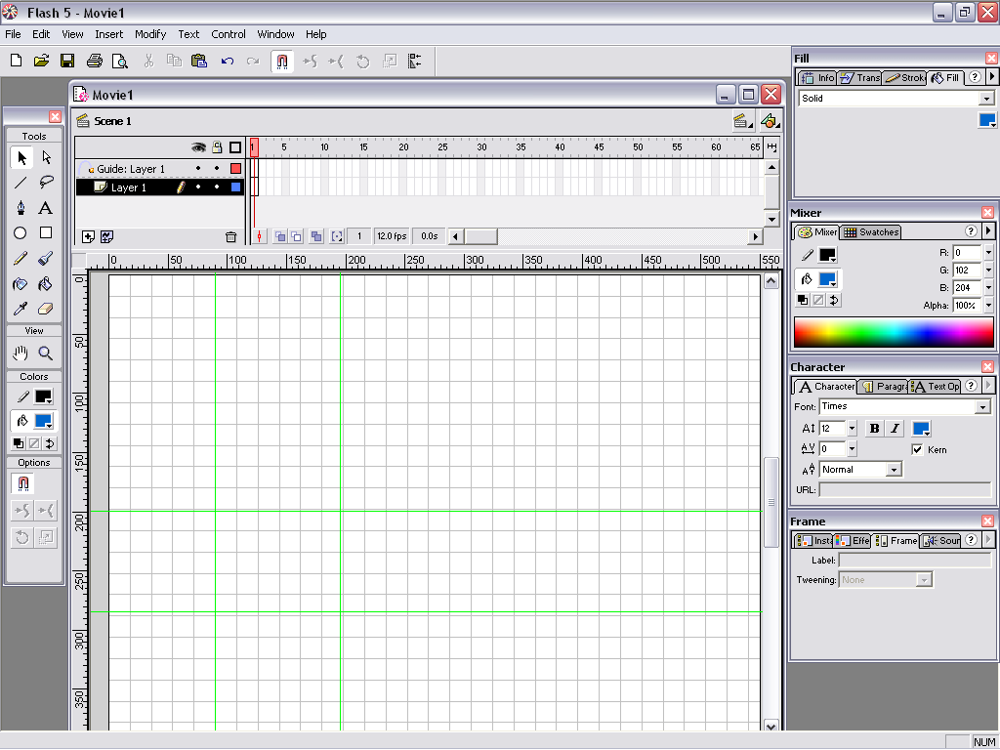 Flash 5 - Movie1
File Edit View Insert Modify Text Control Window Help
Fill
Info Trans Strok Fill ?
Solid
Movie1
Scene 1
Tools
1 5 10 15 20 25 30 35 40 45 50 55 60 65
Guide: Layer 1
Layer 1
1 12.0 fps 0.0s
0 50 100 150 200 250 300 350 400 450 500 550
0
50
100
150
200
250
300
350
View
Colors
Options
Mixer
Mixer Swatches ?
R: 0
G: 102
B: 204
Alpha: 100%
Character
A Character Paragra A Text Op ?
Font: Times
12 B I
0 Kern
Normal
URL:
Frame
Insta Effe Frame Sour ?
Label:
Tweening: None
NUM